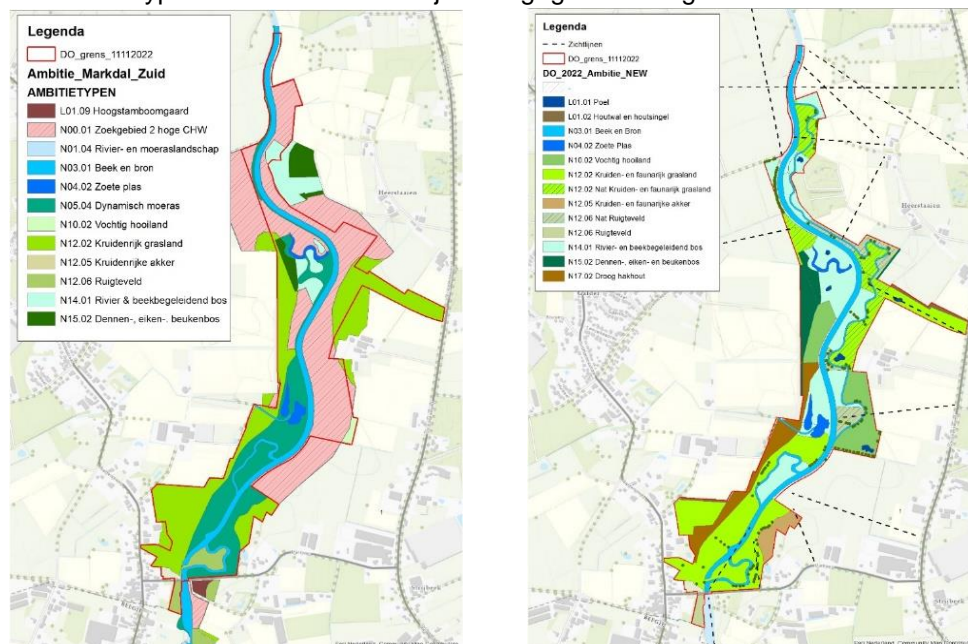 Legenda
DO_grens_11112022
Ambitie_Markdal_Zuid
AMBITIETYPEN
L01.09 Hoogstamboomgaard
N00.01 Zoekgebied 2 hoge CHW
N01.04 Rivier- en moeraslandschap
N03.01 Beek en bron
N04.02 Zoete plas
N05.04 Dynamisch moeras
N10.02 Vochtig hooiland
N12.02 Kruidenrijk grasland
N12.05 Kruidenrijke akker
N12.06 Ruigteveld
N14.01 Rivier & beekbegeleidend bos
N15.02 Dennen-, eiken-. beukenbos
Legenda
Zichtlijnen
DO_grens_11112022
DO_2022_Ambitie_NEW
L01.01 Poel
L01.02 Houtwal en houtsingel
N03.01 Beek en Bron
N04.02 Zoete Plas
N10.02 Vochtig hooiland
N12.02 Kruiden- en faunarijk grasland
N12.02 Nat Kruiden- en faunarijk grasland
N12.05 Kruiden- en faunarijke akker
N12.06 Nat Ruigteveld
N12.06 Ruigteveld
N14.01 Rivier- en beekbegeleidend bos
N15.02 Dennen-, eiken- en beukenbos
N17.02 Droog hakhout
Heerstaaien
Heerstaaien